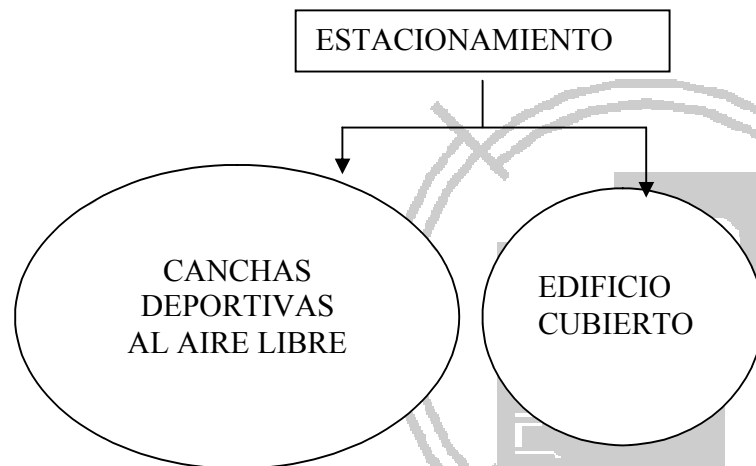 ESTACIONAMIENTO
CANCHAS
DEPORTIVAS
AL AIRE LIBRE
EDIFICIO
CUBIERTO